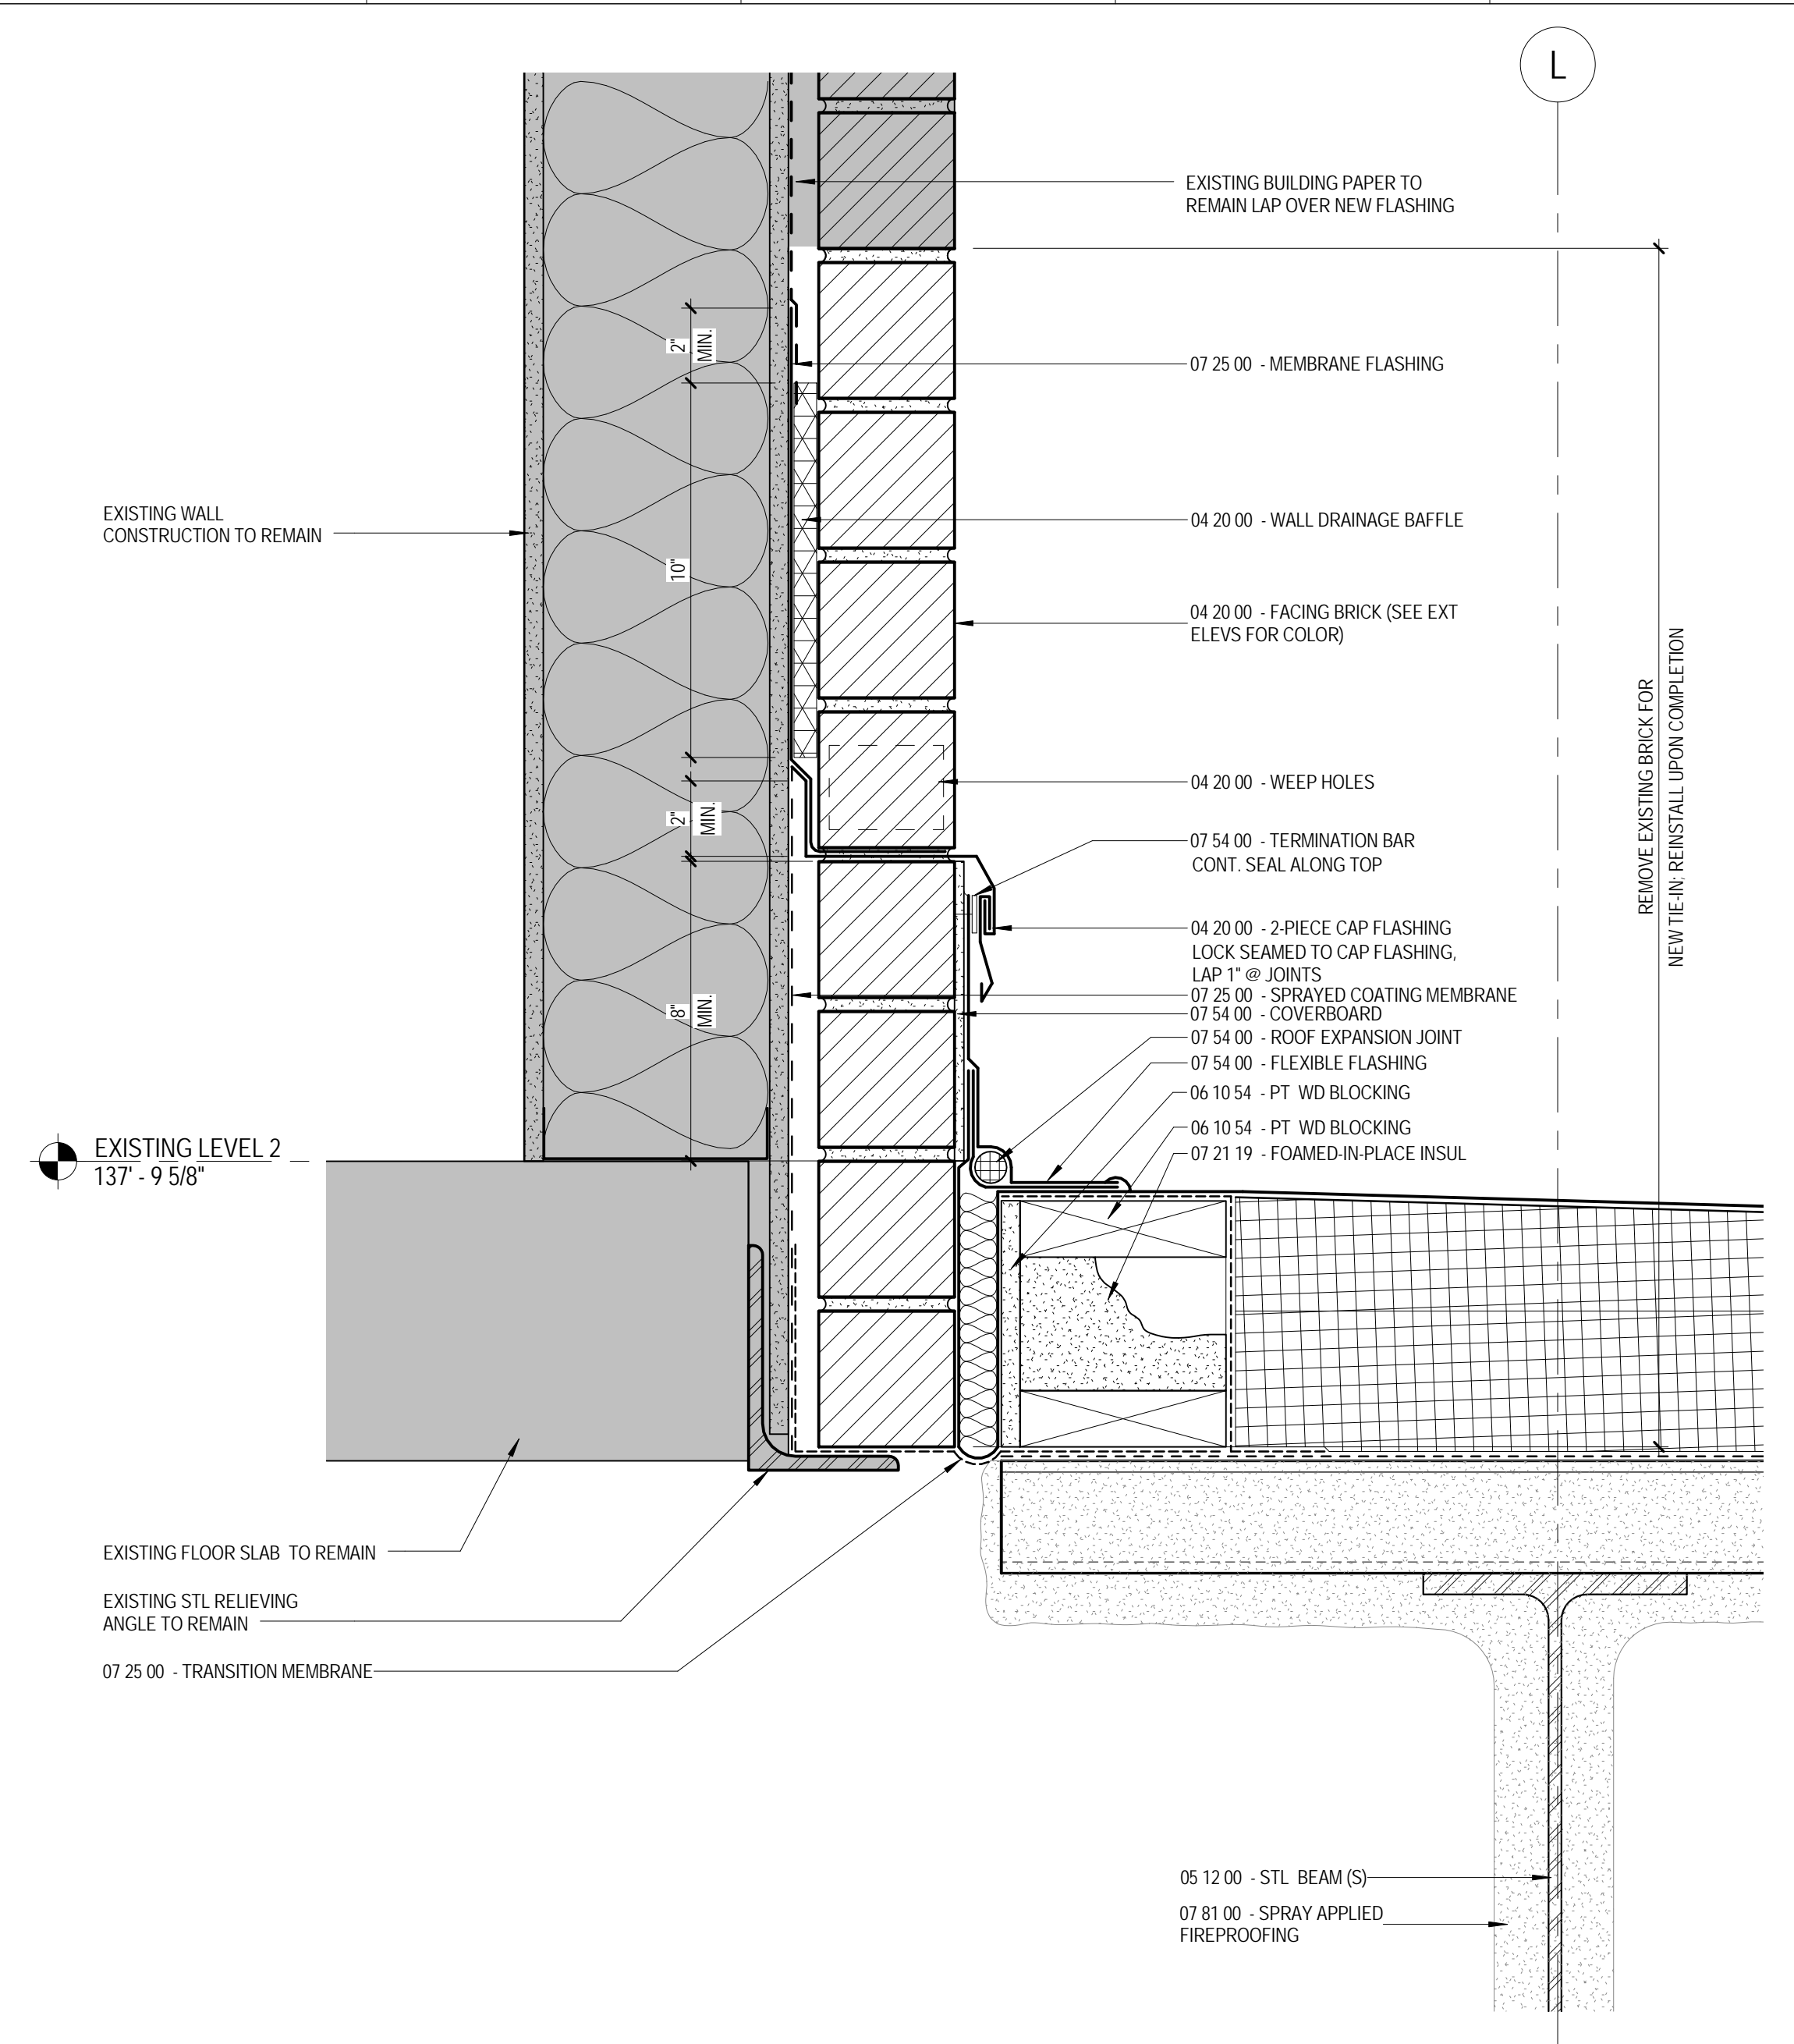 L
EXISTING BUILDING PAPER TO
REMAIN LAP OVER NEW FLASHING
2"
MIN.
07 25 00 - MEMBRANE FLASHING
EXISTING WALL
CONSTRUCTION TO REMAIN
04 20 00 - WALL DRAINAGE BAFFLE
10"
04 20 00 - FACING BRICK (SEE EXT
ELEVS FOR COLOR)
REMOVE EXISTING BRICK FOR
NEW TIE-IN; REINSTALL UPON COMPLETION
04 20 00 - WEEP HOLES
2"
MIN.
07 54 00 - TERMINATION BAR
CONT. SEAL ALONG TOP
04 20 00 - 2-PIECE CAP FLASHING
LOCK SEAMED TO CAP FLASHING,
LAP 1" @ JOINTS
07 25 00 - SPRAYED COATING MEMBRANE
8"
MIN.
07 54 00 - COVERBOARD
07 54 00 - ROOF EXPANSION JOINT
07 54 00 - FLEXIBLE FLASHING
06 10 54 - PT WD BLOCKING
06 10 54 - PT WD BLOCKING
07 21 19 - FOAMED-IN-PLACE INSUL
EXISTING LEVEL 2
137' - 9 5/8"
EXISTING FLOOR SLAB TO REMAIN
EXISTING STL RELIEVING
ANGLE TO REMAIN
07 25 00 - TRANSITION MEMBRANE
05 12 00 - STL BEAM (S)
07 81 00 - SPRAY APPLIED
FIREPROOFING